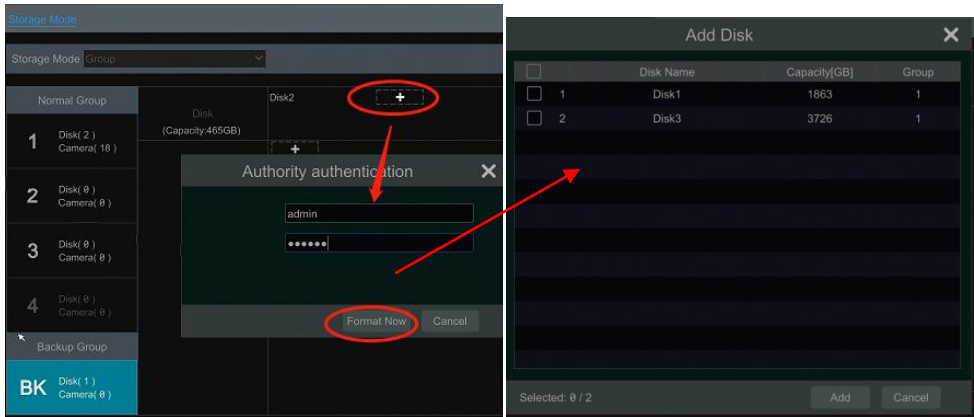 Storage Mode
Storage Mode Group
Normal Group
1 Disk( 2 )
Camera( 18 )
2 Disk( 0 )
Camera( 0 )
3 Disk( 0 )
Camera( 0 )
4 Disk( 0 )
Camera( 0 )
Backup Group
BK Disk( 1 )
Camera( 0 )
Disk
(Capacity:465GB)
Disk2 +
+
Authority authentication
admin
••••••
Format Now Cancel
Add Disk
Disk Name Capacity[GB] Group
1 Disk1 1863 1
2 Disk3 3726 1
Selected: 0 / 2
Add Cancel